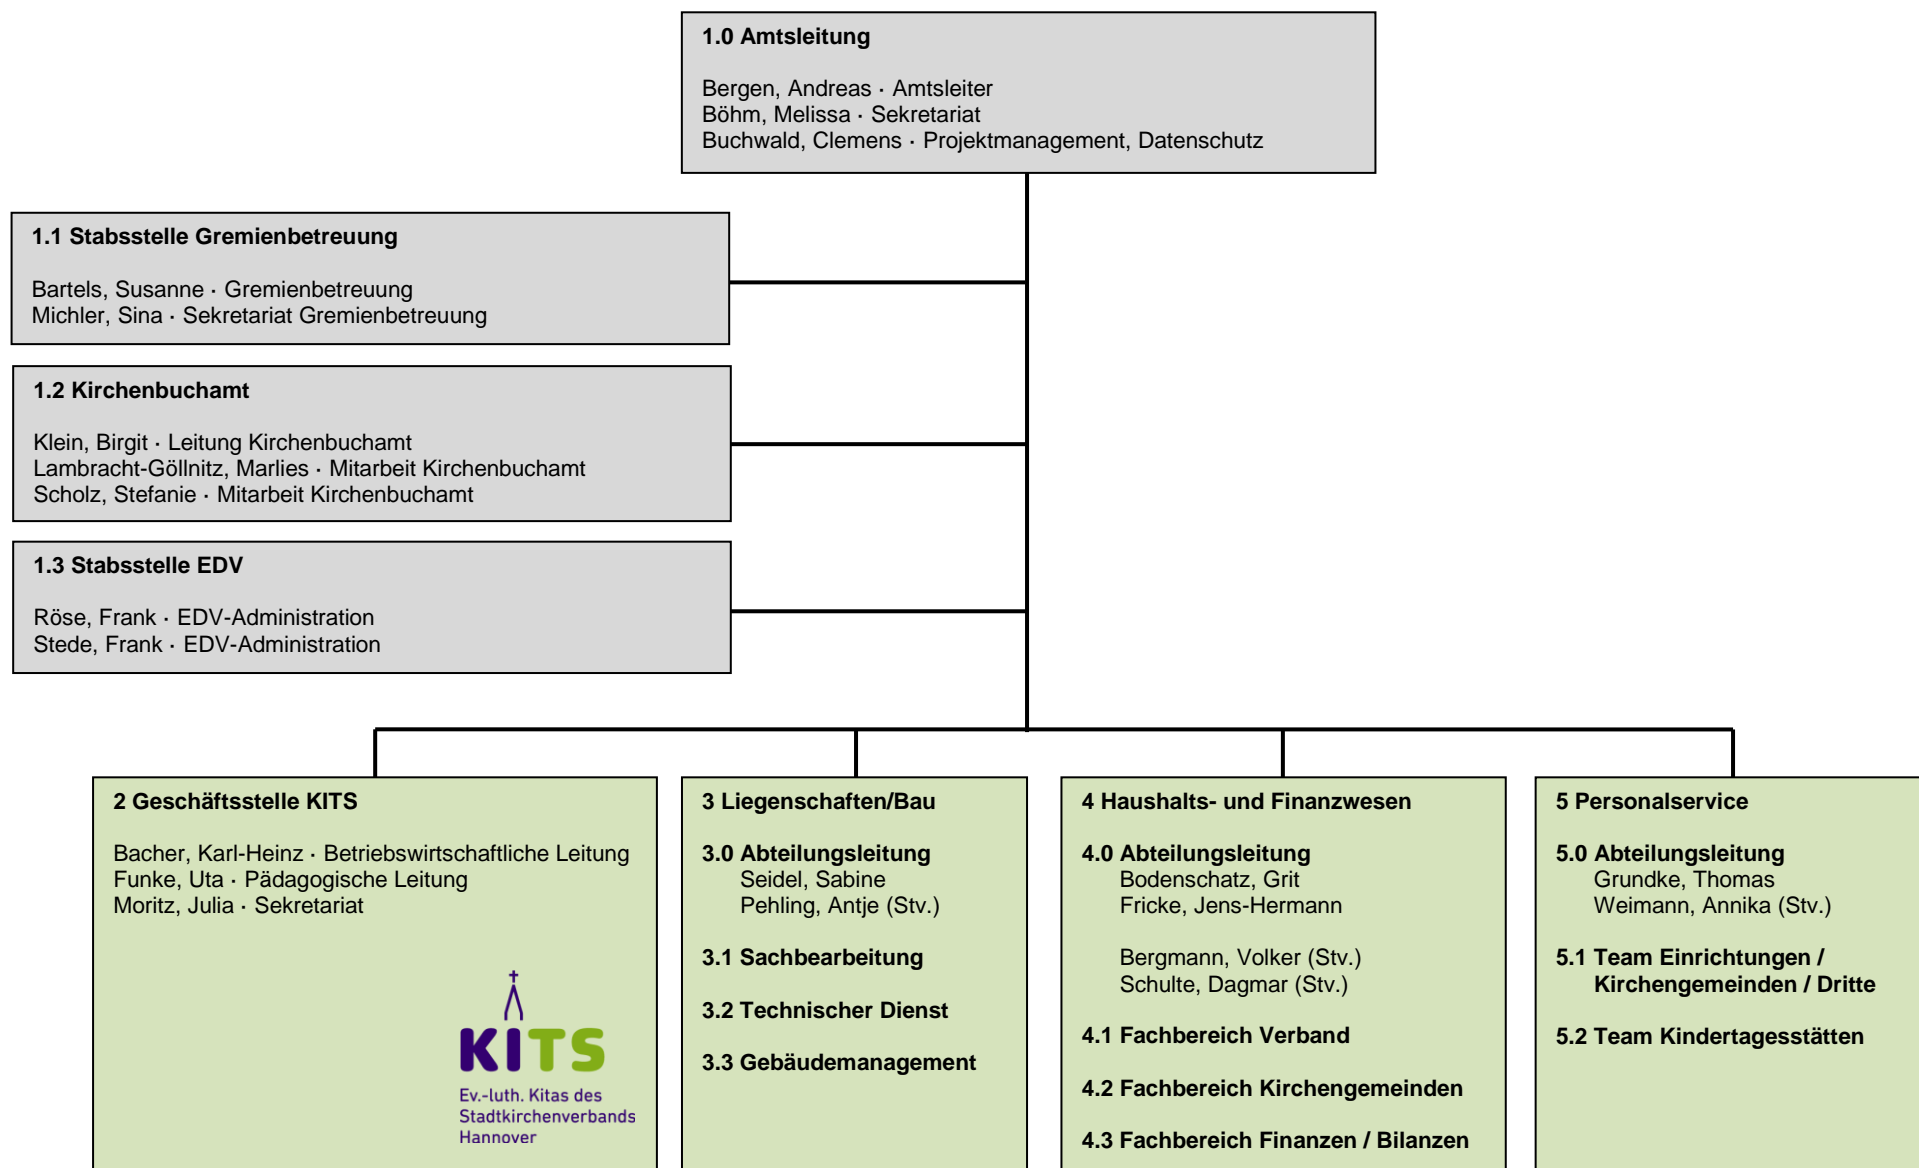 1.0 Amtsleitung
Bergen, Andreas · Amtsleiter
Böhm, Melissa · Sekretariat
Buchwald, Clemens · Projektmanagement, Datenschutz
1.1 Stabsstelle Gremienbetreuung
Bartels, Susanne · Gremienbetreuung
Michler, Sina · Sekretariat Gremienbetreuung
1.2 Kirchenbuchamt
Klein, Birgit · Leitung Kirchenbuchamt
Lambracht-Göllnitz, Marlies · Mitarbeit Kirchenbuchamt
Scholz, Stefanie · Mitarbeit Kirchenbuchamt
1.3 Stabsstelle EDV
Röse, Frank · EDV-Administration
Stede, Frank · EDV-Administration
2 Geschäftsstelle KITS
Bacher, Karl-Heinz · Betriebswirtschaftliche Leitung
Funke, Uta · Pädagogische Leitung
Moritz, Julia · Sekretariat
KITS
Ev.-luth. Kitas des
Stadtkirchenverbands
Hannover
3 Liegenschaften/Bau
3.0 Abteilungsleitung
Seidel, Sabine
Pehling, Antje (Stv.)
3.1 Sachbearbeitung
3.2 Technischer Dienst
3.3 Gebäudemanagement
4 Haushalts- und Finanzwesen
4.0 Abteilungsleitung
Bodenschatz, Grit
Fricke, Jens-Hermann
Bergmann, Volker (Stv.)
Schulte, Dagmar (Stv.)
4.1 Fachbereich Verband
4.2 Fachbereich Kirchengemeinden
4.3 Fachbereich Finanzen / Bilanzen
5 Personalservice
5.0 Abteilungsleitung
Grundke, Thomas
Weimann, Annika (Stv.)
5.1 Team Einrichtungen /
Kirchengemeinden / Dritte
5.2 Team Kindertagesstätten